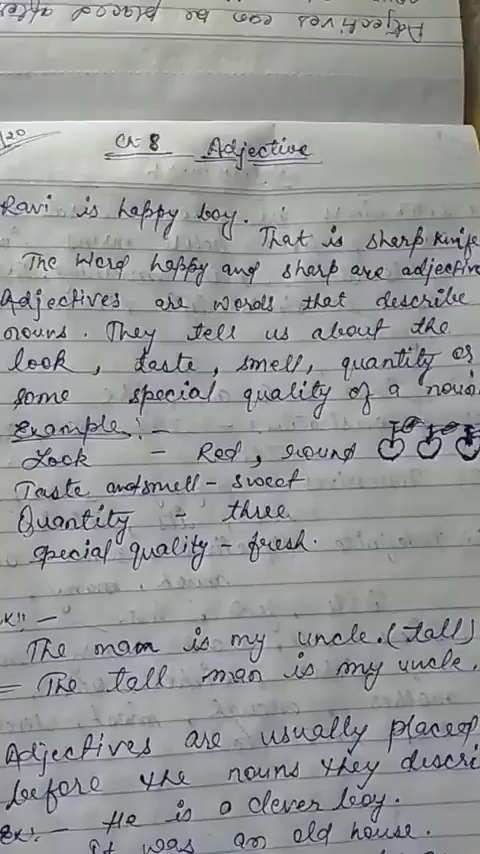 Adjectives can be placed after
/20
Ch 8 Adjective
Ravi is happy boy.
That is sharp Knife
The Word happy and sharp are adjective
Adjectives are words that describe
nouns. They tell us about the
look, taste, smell, quantity or
some special quality of a noun
Example:-
Look - Red, round
Taste and smell - sweet
Quantity - three
special quality - fresh.
The man is my uncle. (tall)
= The tall man is my uncle.
Adjectives are usually placed
before the nouns they descri
Ex:- He is a clever boy.
It was an old house.